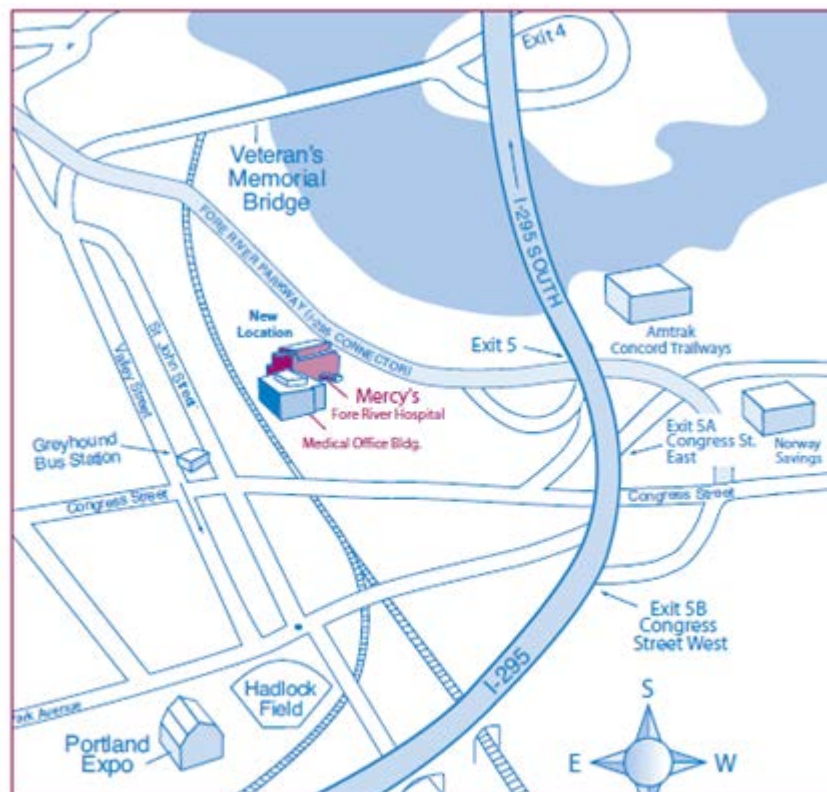 Exit 4
Veteran's
Memorial
Bridge
I-295 SOUTH
FORE RIVER PARKWAY (I-295 CONNECTOR)
New
Location
Amtrak
Concord Trailways
Exit 5
Valley Street
St. John Street
Mercy's
Fore River Hospital
Medical Office Bldg.
Exit 5A
Congress St.
East
Norway
Savings
Greyhound
Bus Station
Congress Street
Congress Street
Exit 5B
Congress
Street West
I-295
Hadlock
Field
Park Avenue
Portland
Expo
S
E
W